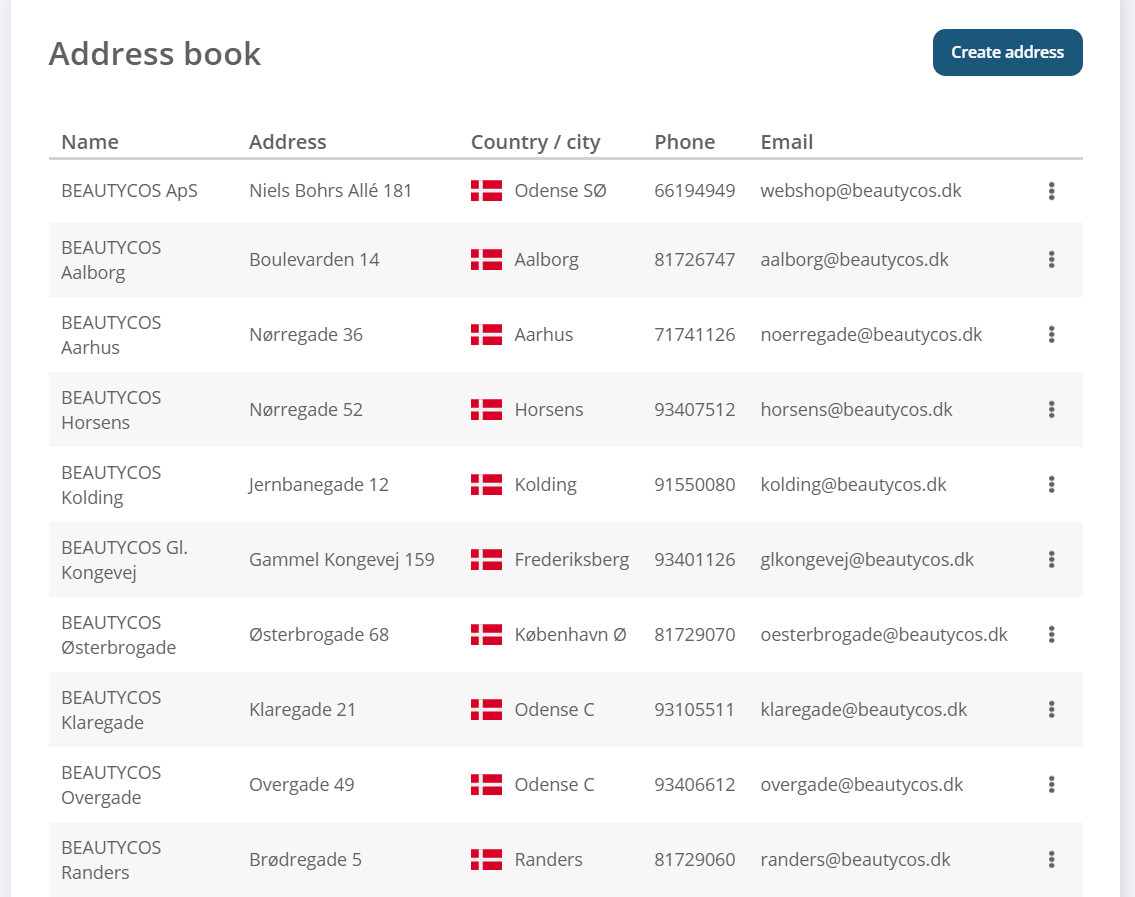 Address book
Create address
Name Address Country / city Phone Email
BEAUTYCOS ApS Niels Bohrs Allé 181 Odense SØ 66194949 webshop@beautycos.dk
BEAUTYCOS
Aalborg Boulevarden 14 Aalborg 81726747 aalborg@beautycos.dk
BEAUTYCOS
Aarhus Nørregade 36 Aarhus 71741126 noerregade@beautycos.dk
BEAUTYCOS
Horsens Nørregade 52 Horsens 93407512 horsens@beautycos.dk
BEAUTYCOS
Kolding Jernbanegade 12 Kolding 91550080 kolding@beautycos.dk
BEAUTYCOS Gl.
Kongevej Gammel Kongevej 159 Frederiksberg 93401126 glkongevej@beautycos.dk
BEAUTYCOS
Østerbrogade Østerbrogade 68 København Ø 81729070 oesterbrogade@beautycos.dk
BEAUTYCOS
Klaregade Klaregade 21 Odense C 93105511 klaregade@beautycos.dk
BEAUTYCOS
Overgade Overgade 49 Odense C 93406612 overgade@beautycos.dk
BEAUTYCOS
Randers Brødregade 5 Randers 81729060 randers@beautycos.dk